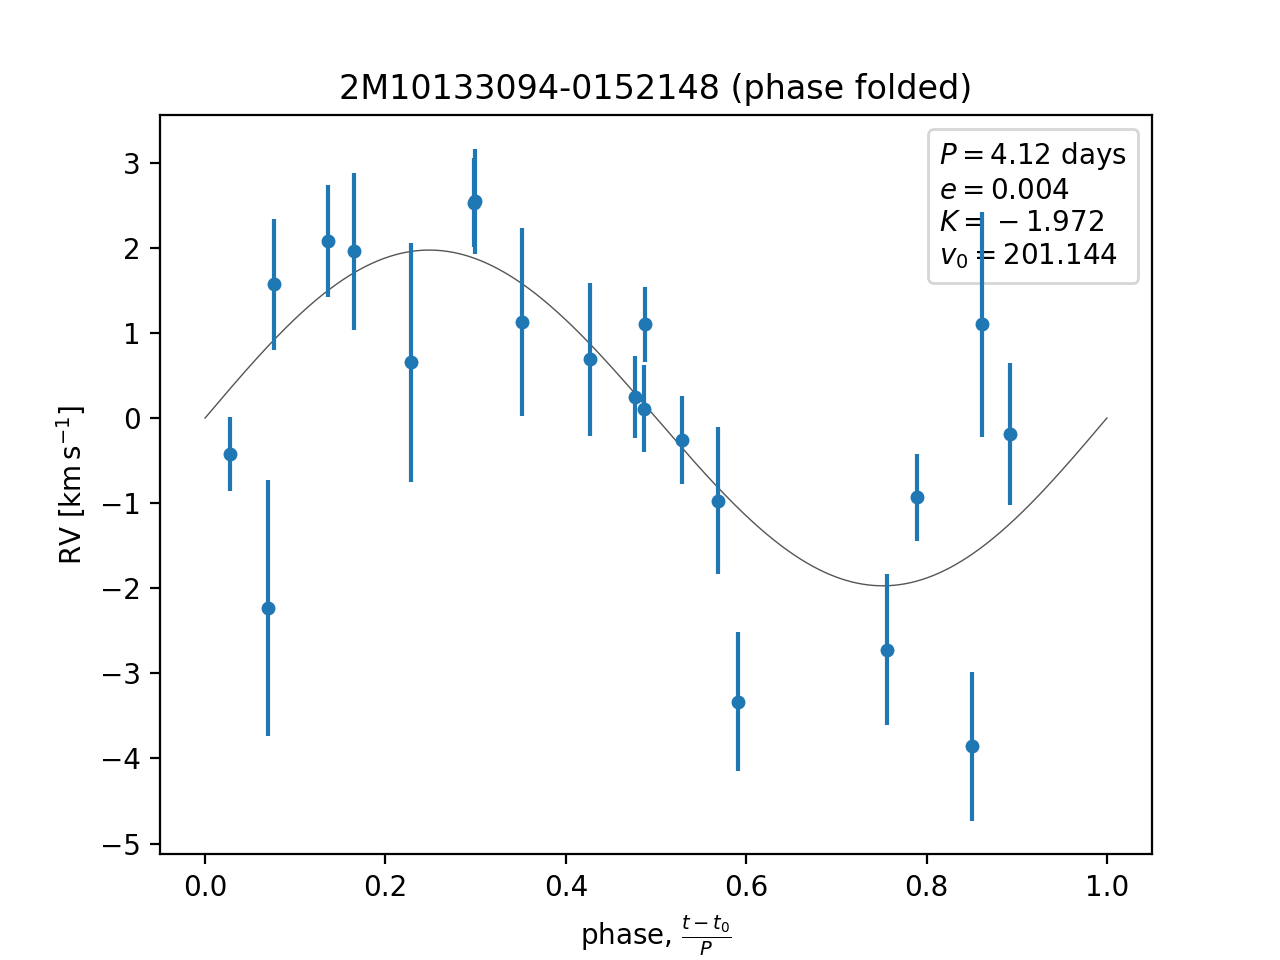 2M10133094-0152148 (phase folded)
P = 4.12 days
e = 0.004
K = −1.972
v₀ = 201.144
RV [km s⁻¹]
3
2
1
0
−1
−2
−3
−4
−5
0.0 0.2 0.4 0.6 0.8 1.0
phase, (t − t₀)/P